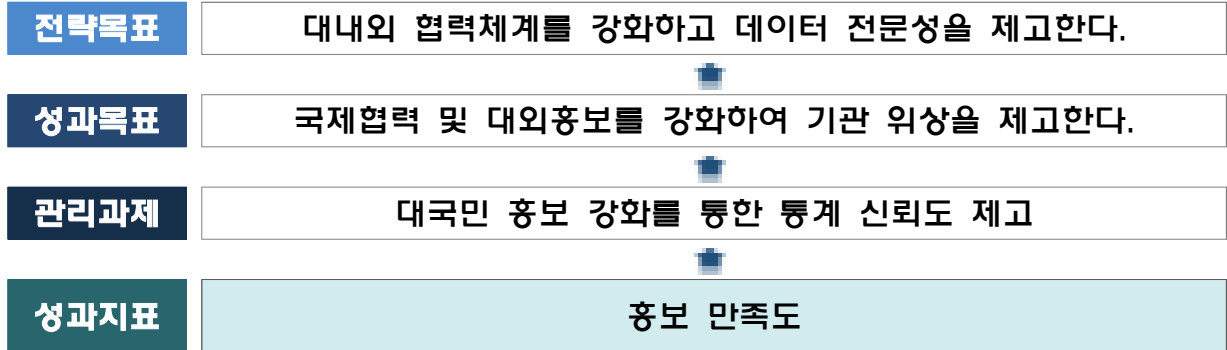 전략목표 대내외 협력체계를 강화하고 데이터 전문성을 제고한다.
성과목표 국제협력 및 대외홍보를 강화하여 기관 위상을 제고한다.
관리과제 대국민 홍보 강화를 통한 통계 신뢰도 제고
성과지표 홍보 만족도